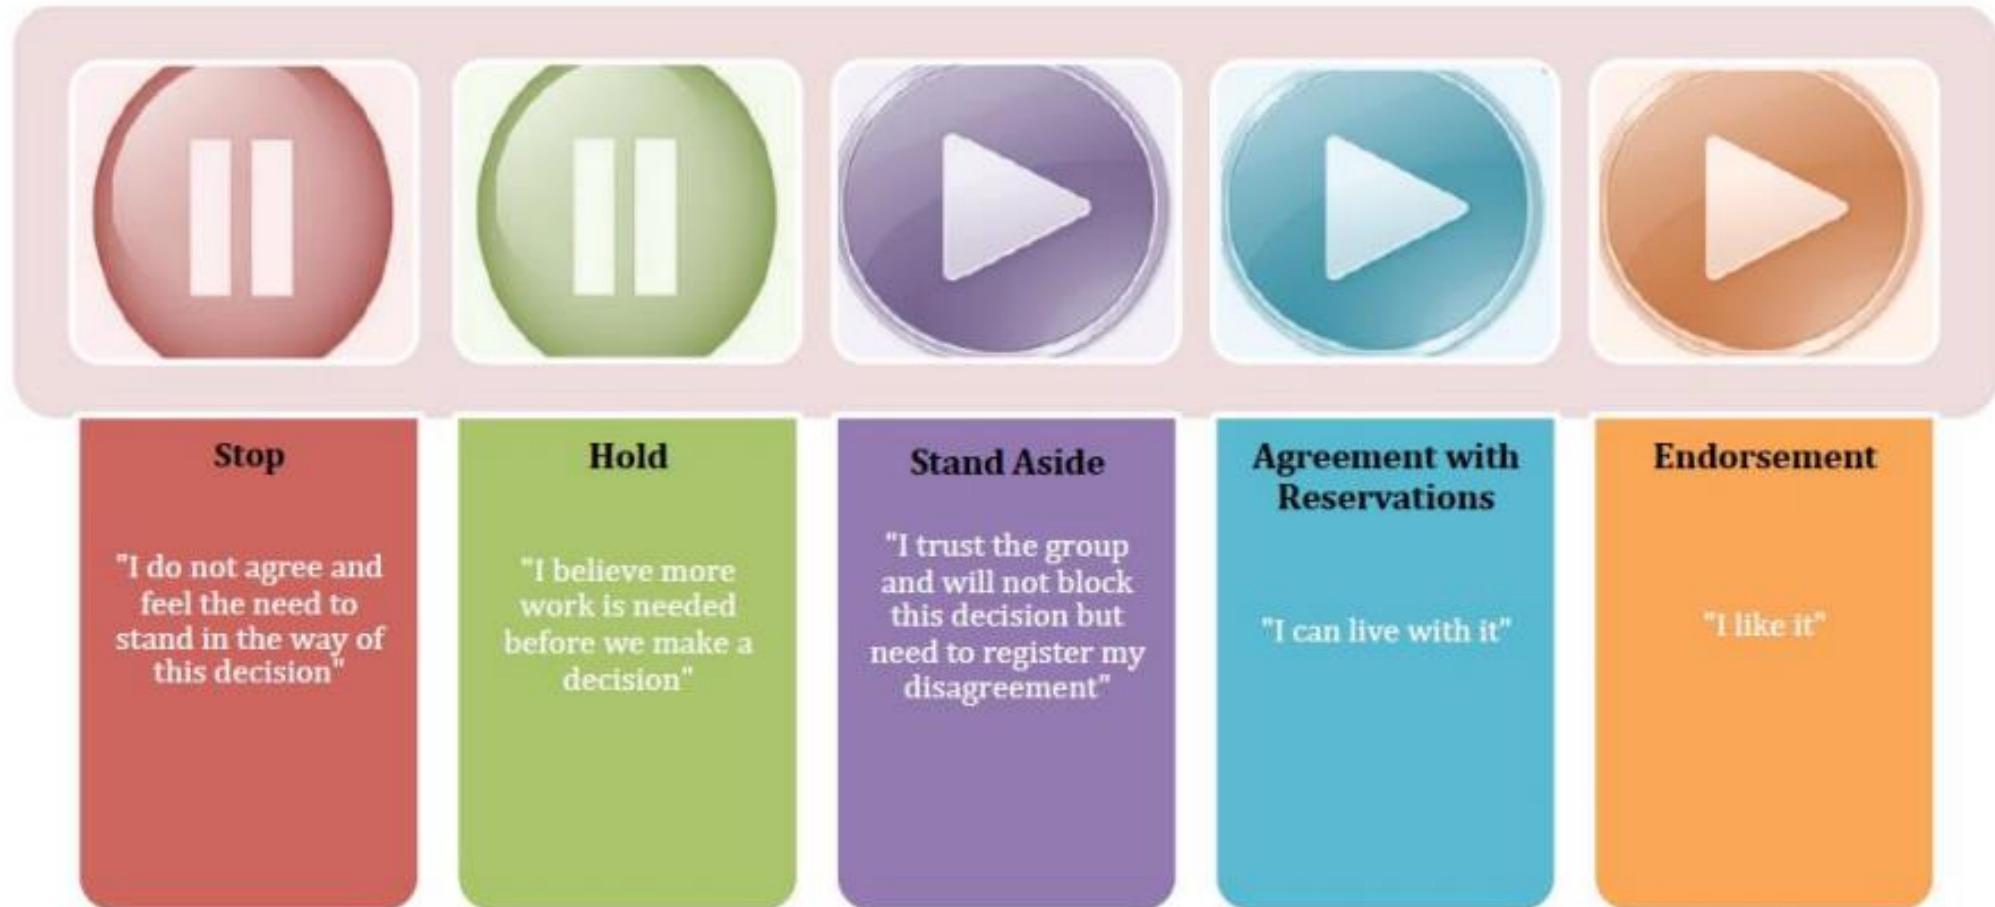 Stop
"I do not agree and
feel the need to
stand in the way of
this decision"
Hold
"I believe more
work is needed
before we make a
decision"
Stand Aside
"I trust the group
and will not block
this decision but
need to register my
disagreement"
Agreement with
Reservations
"I can live with it"
Endorsement
"I like it"